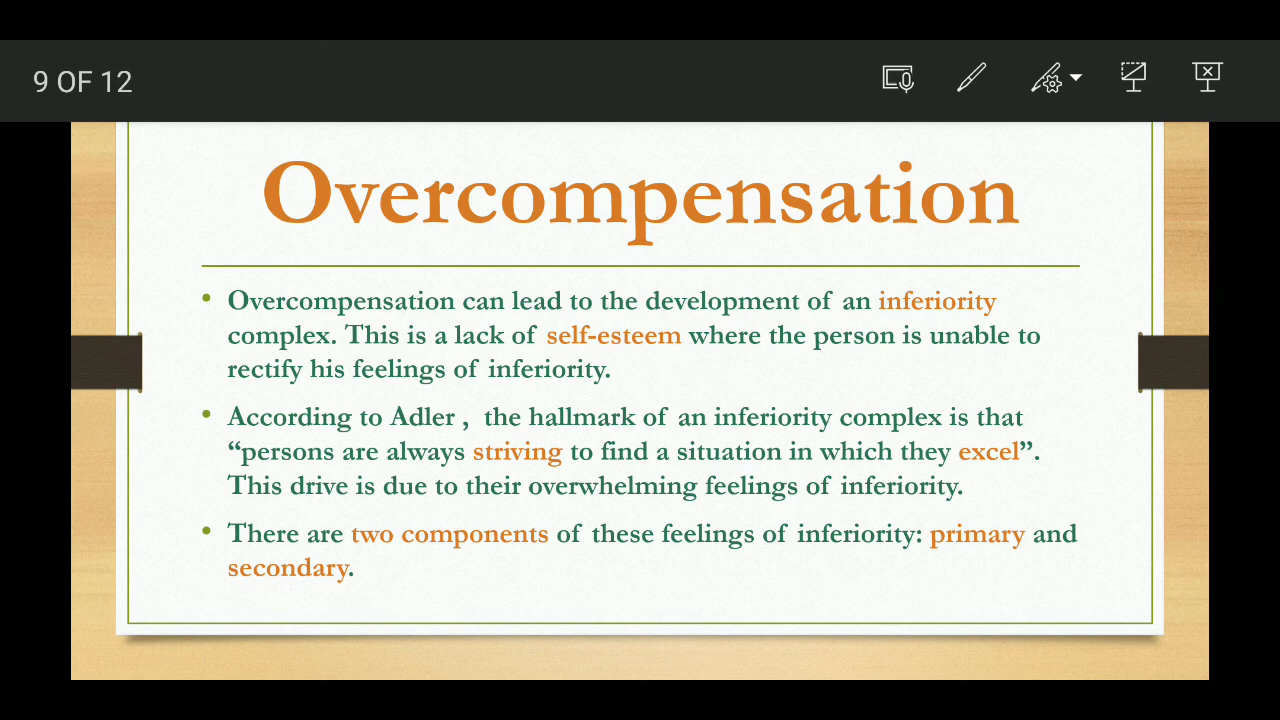 9 OF 12
Overcompensation
• Overcompensation can lead to the development of an inferiority
complex. This is a lack of self-esteem where the person is unable to
rectify his feelings of inferiority.
• According to Adler , the hallmark of an inferiority complex is that
“persons are always striving to find a situation in which they excel”.
This drive is due to their overwhelming feelings of inferiority.
• There are two components of these feelings of inferiority: primary and
secondary.